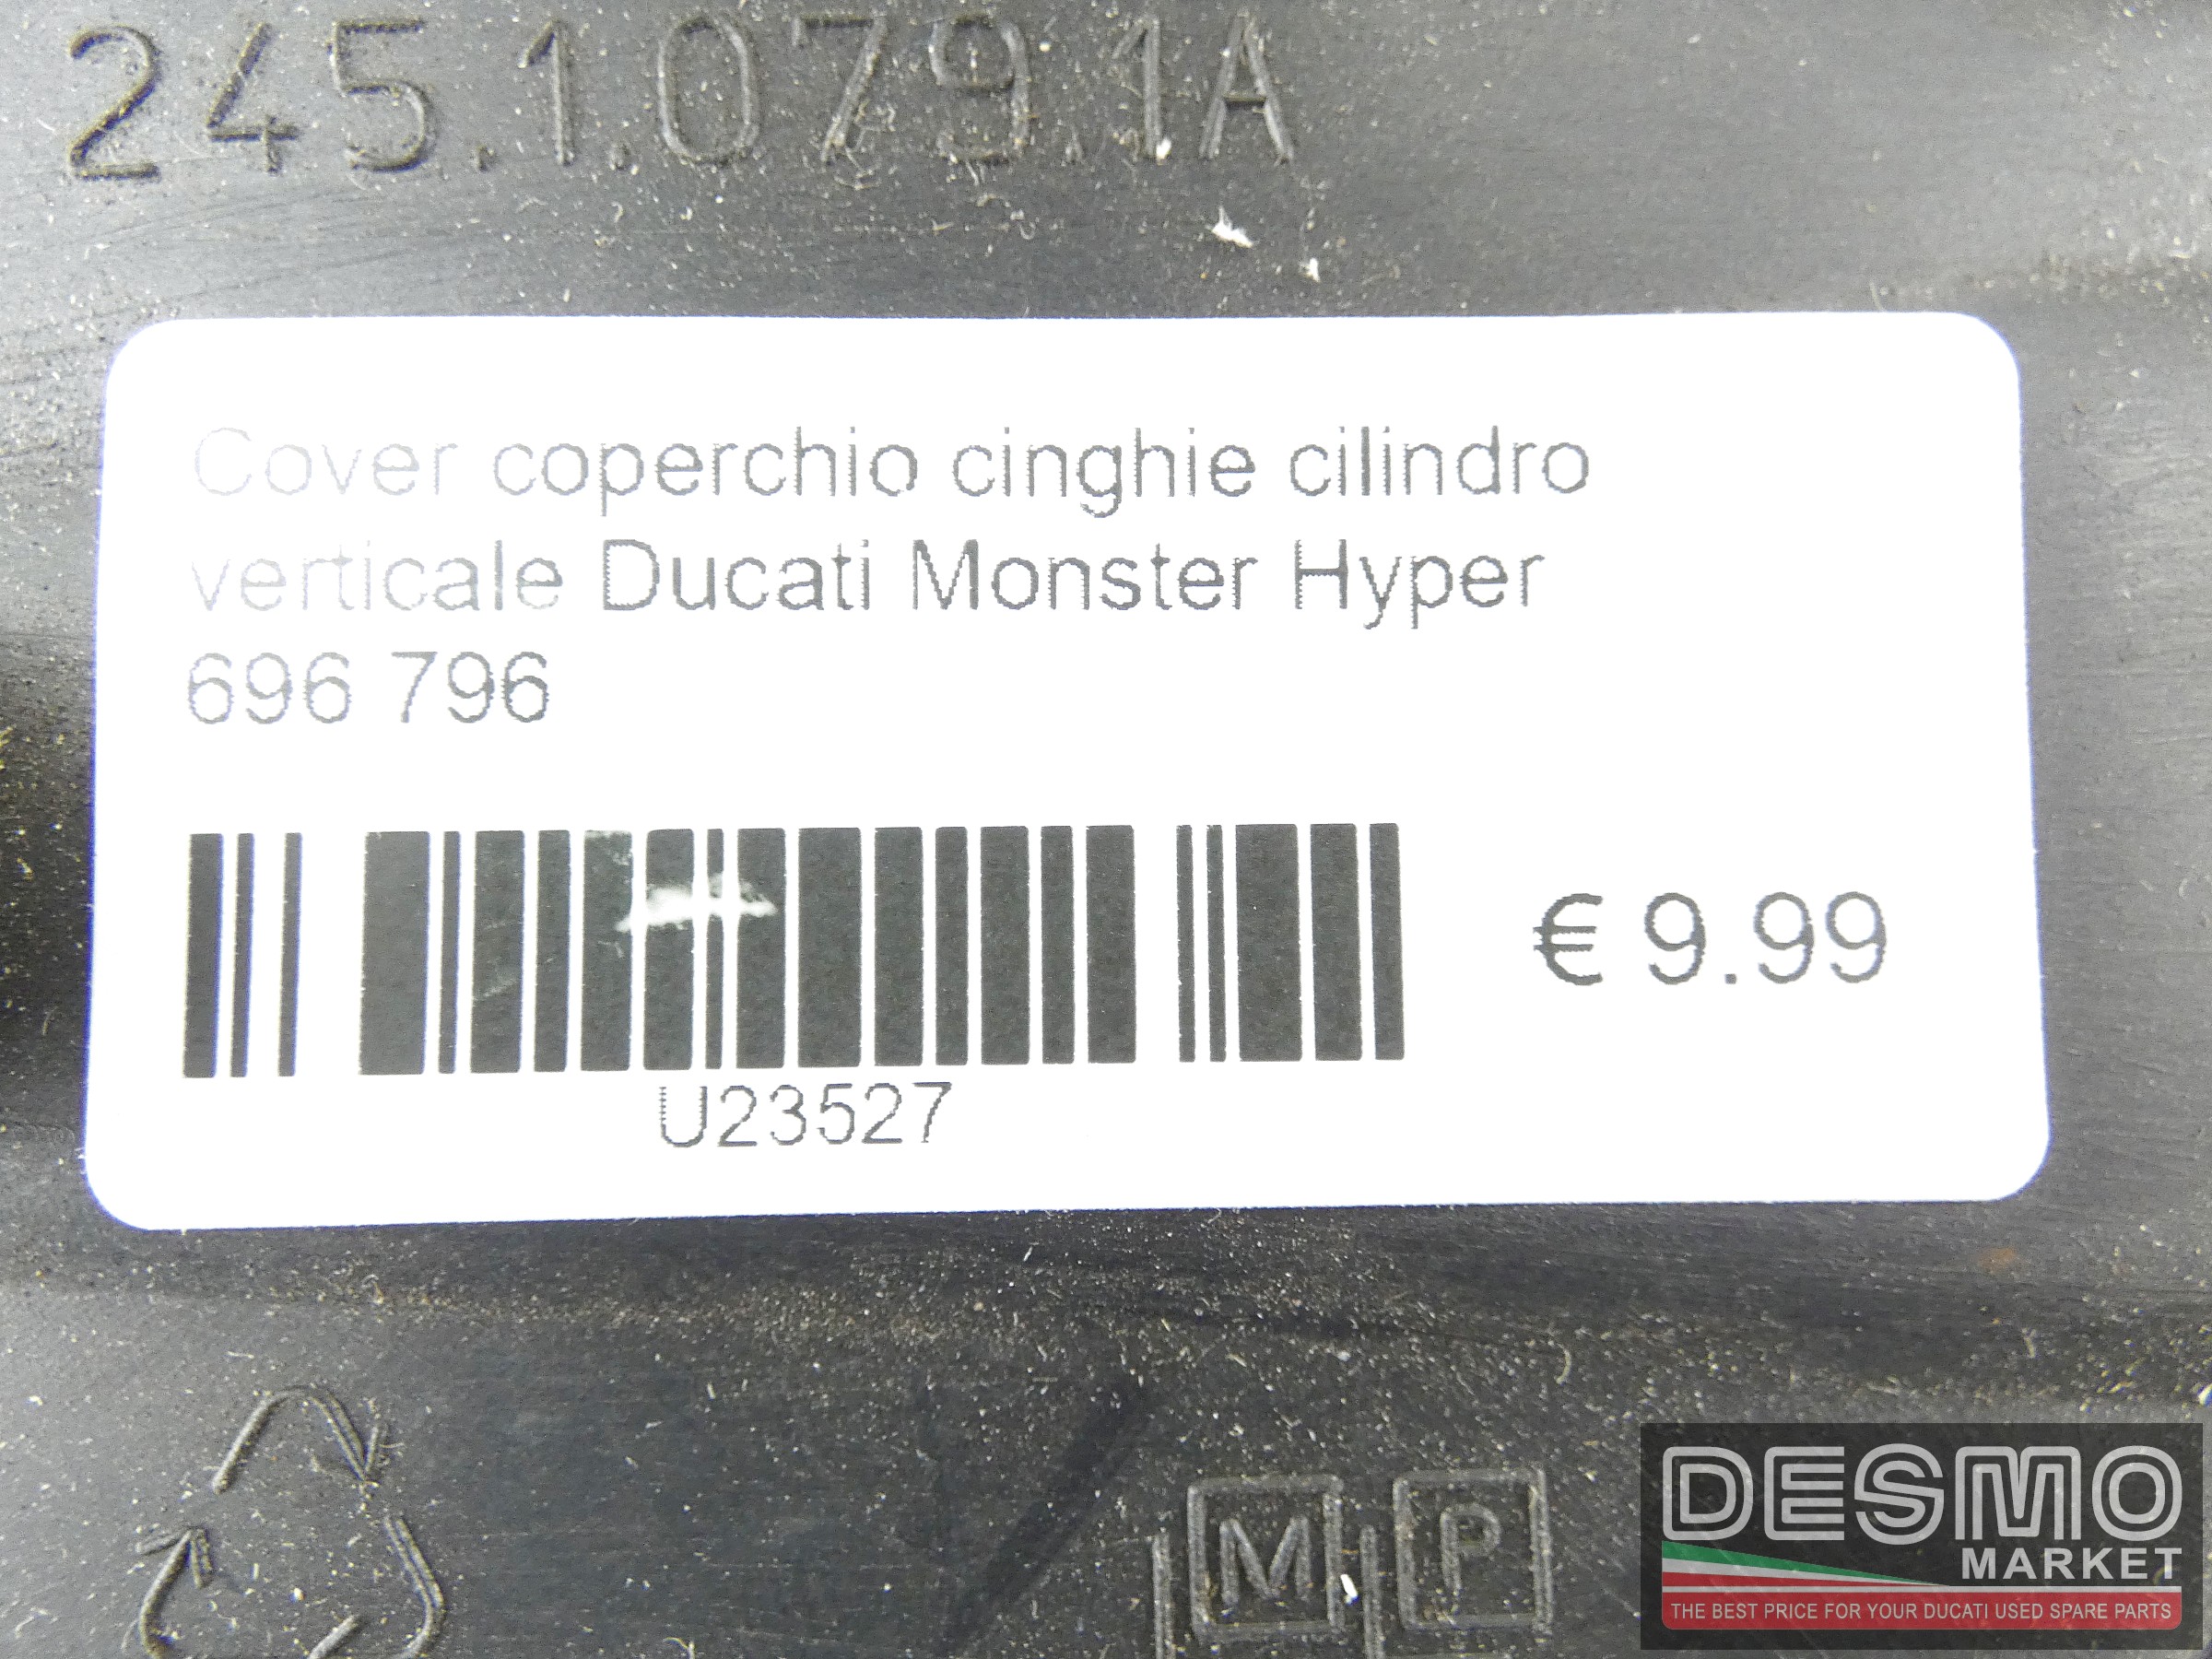 245.1.079.1A
Cover coperchio cinghie cilindro
verticale Ducati Monster Hyper
696 796
€ 9.99
U23527
M P
DESMO
MARKET
THE BEST PRICE FOR YOUR DUCATI USED SPARE PARTS